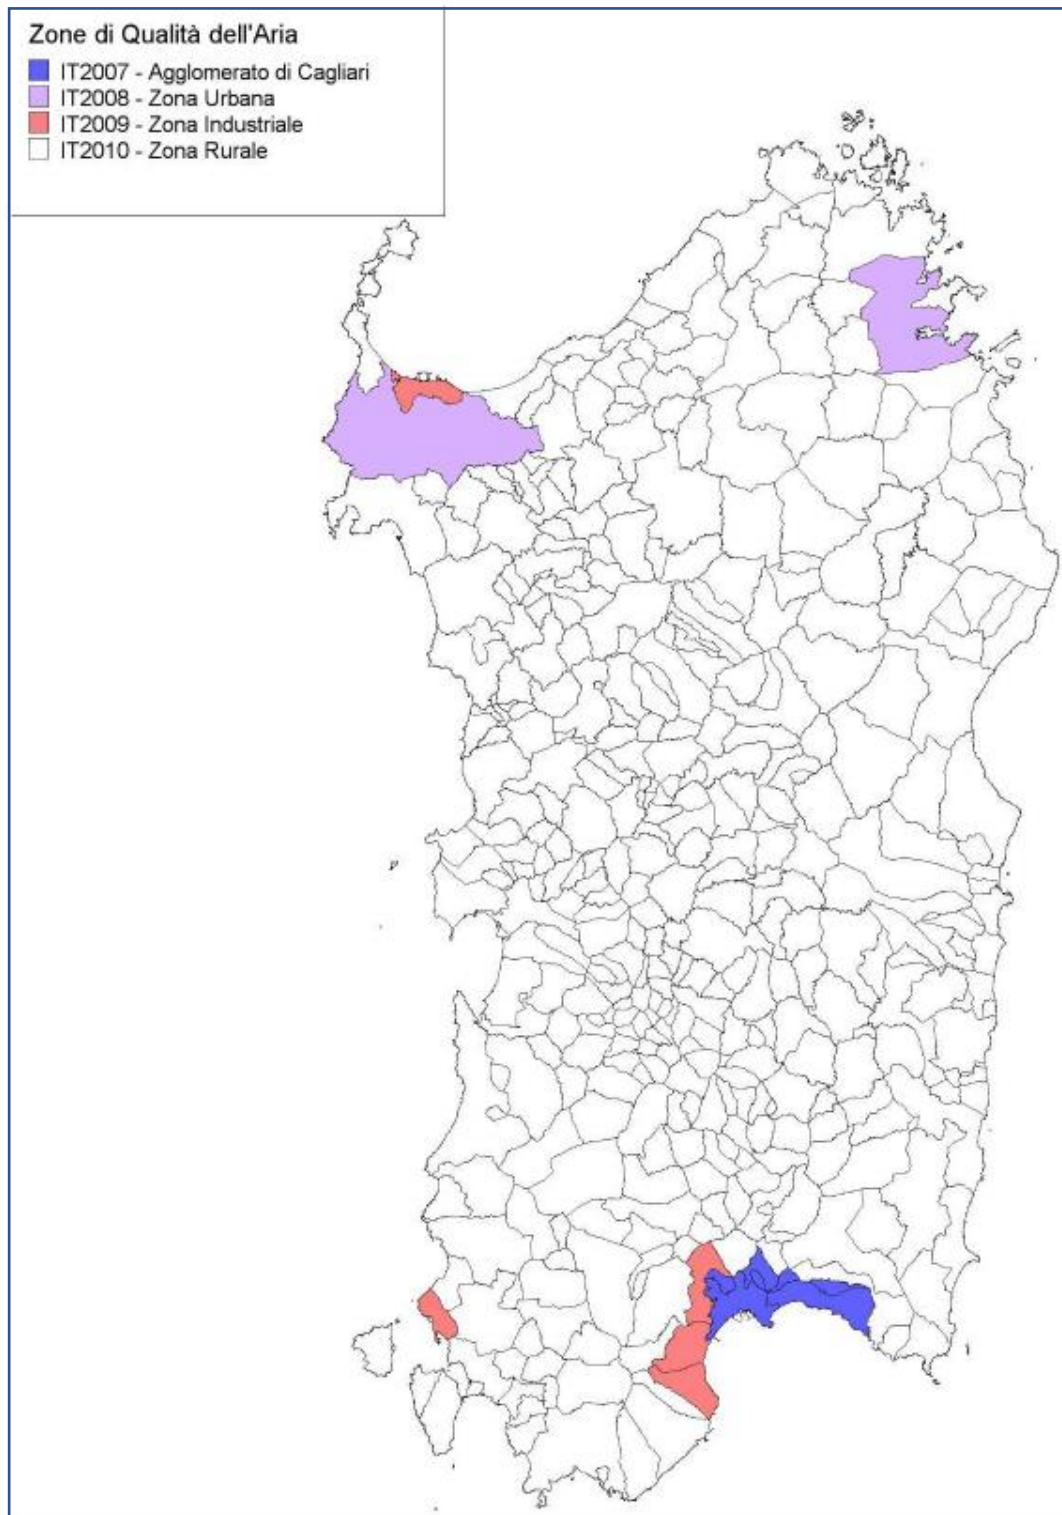 Zone di Qualità dell'Aria
IT2007 - Agglomerato di Cagliari
IT2008 - Zona Urbana
IT2009 - Zona Industriale
IT2010 - Zona Rurale